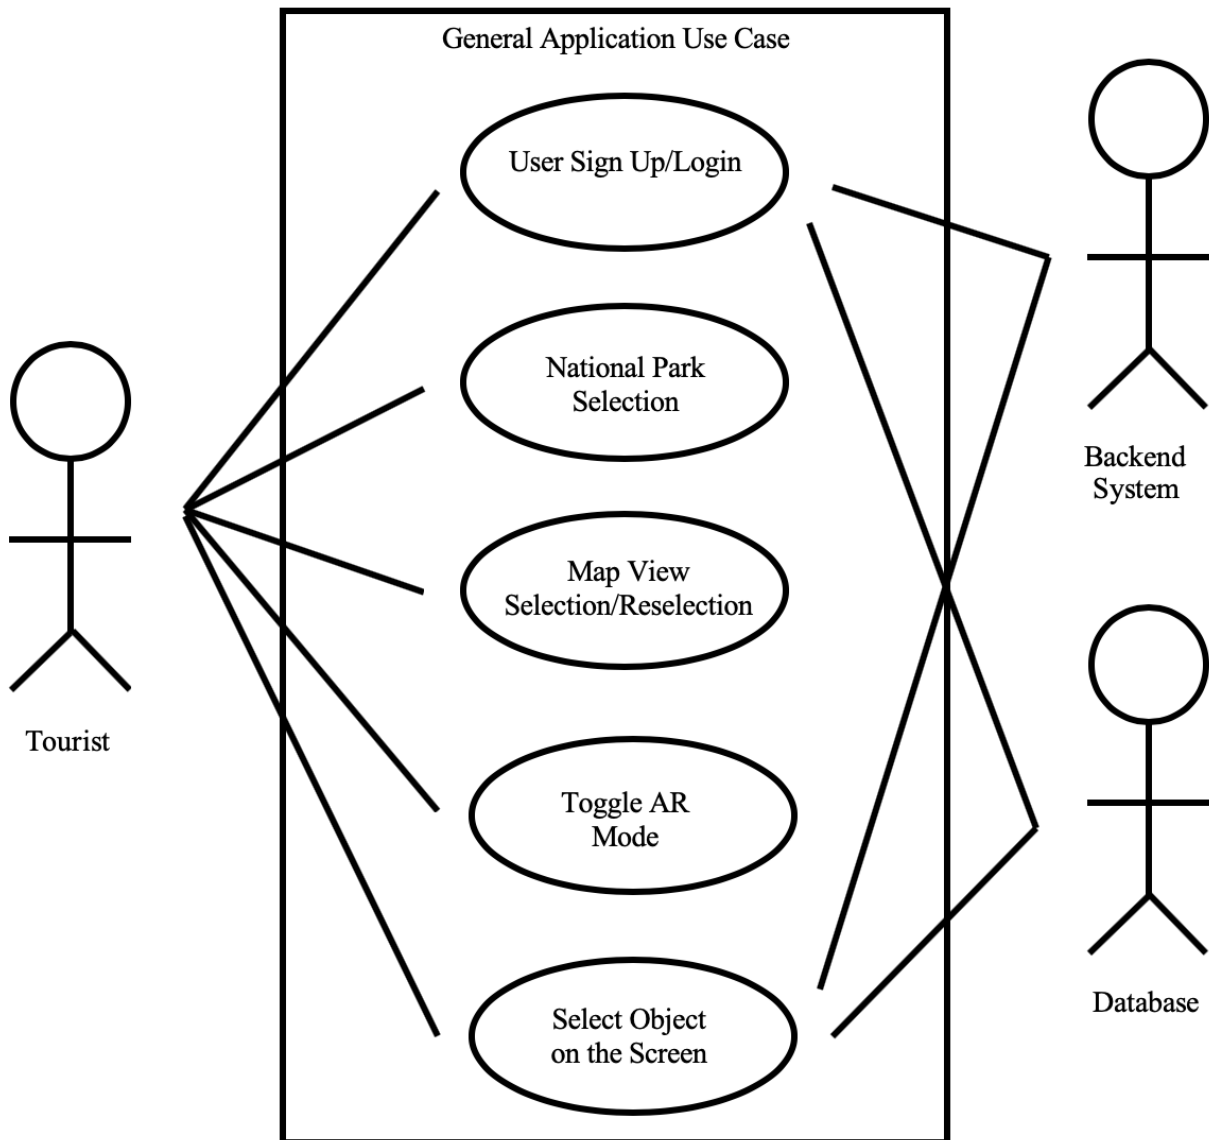 General Application Use Case
User Sign Up/Login
National Park
Selection
Map View
Selection/Reselection
Toggle AR
Mode
Select Object
on the Screen
Tourist
Backend
System
Database